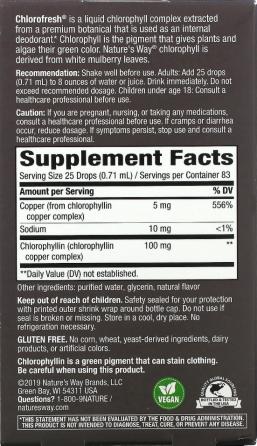 Chlorofresh® is a liquid chlorophyll complex extracted
from a premium botanical that is used as an internal
deodorant.* Chlorophyll is the pigment that gives plants and
algae their green color. Nature's Way® chlorophyll is
derived from white mulberry leaves.
Recommendation: Shake well before use. Adults: Add 25 drops
(0.71 mL) to 8 ounces of water or juice. Drink immediately. Do not
exceed recommended dosage. Children under age 18: Consult a
healthcare professional before use.
Caution: If you are pregnant, nursing, or taking any medications,
consult a healthcare professional before use. If cramps or diarrhea
occur, reduce dosage. If symptoms persist, stop use and consult a
healthcare professional.
Supplement Facts
Serving Size 25 Drops (0.71 mL) / Servings per Container 83
Amount per Serving % DV
Copper (from chlorophyllin 5 mg 556%
copper complex)
Sodium 10 mg <1%
Chlorophyllin (chlorophyllin 100 mg **
copper complex)
**Daily Value (DV) not established.
Other ingredients: purified water, glycerin, natural flavor
Keep out of reach of children. Safety sealed for your protection
with printed outer shrink wrap around bottle cap. Do not use if
seal is broken or missing. Store in a cool, dry place. No
refrigeration necessary.
GLUTEN FREE. No corn, wheat, yeast-derived ingredients, dairy
products, or artificial colors.
Chlorophyllin is a green pigment that can stain clothing.
Be careful when using product.
©2019 Nature's Way Brands, LLC
Green Bay, WI 54311 USA
Questions? 1-800-9NATURE /
naturesway.com
VEGAN
*THIS STATEMENT HAS NOT BEEN EVALUATED BY THE FOOD & DRUG ADMINISTRATION.
THIS PRODUCT IS NOT INTENDED TO DIAGNOSE, TREAT, CURE, OR PREVENT ANY DISEASE.